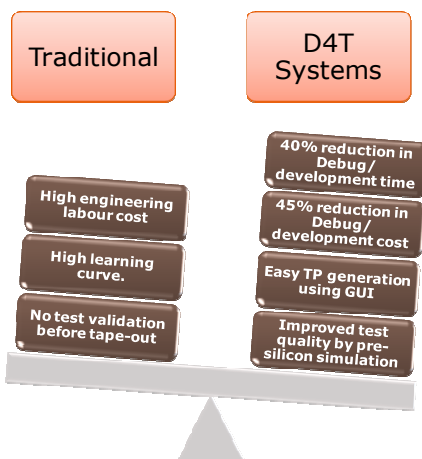 Traditional
D4T
Systems
High engineering
labour cost
High learning
curve.
No test validation
before tape-out
40% reduction in
Debug/
development time
45% reduction in
Debug/
development cost
Easy TP generation
using GUI
Improved test
quality by pre-
silicon simulation